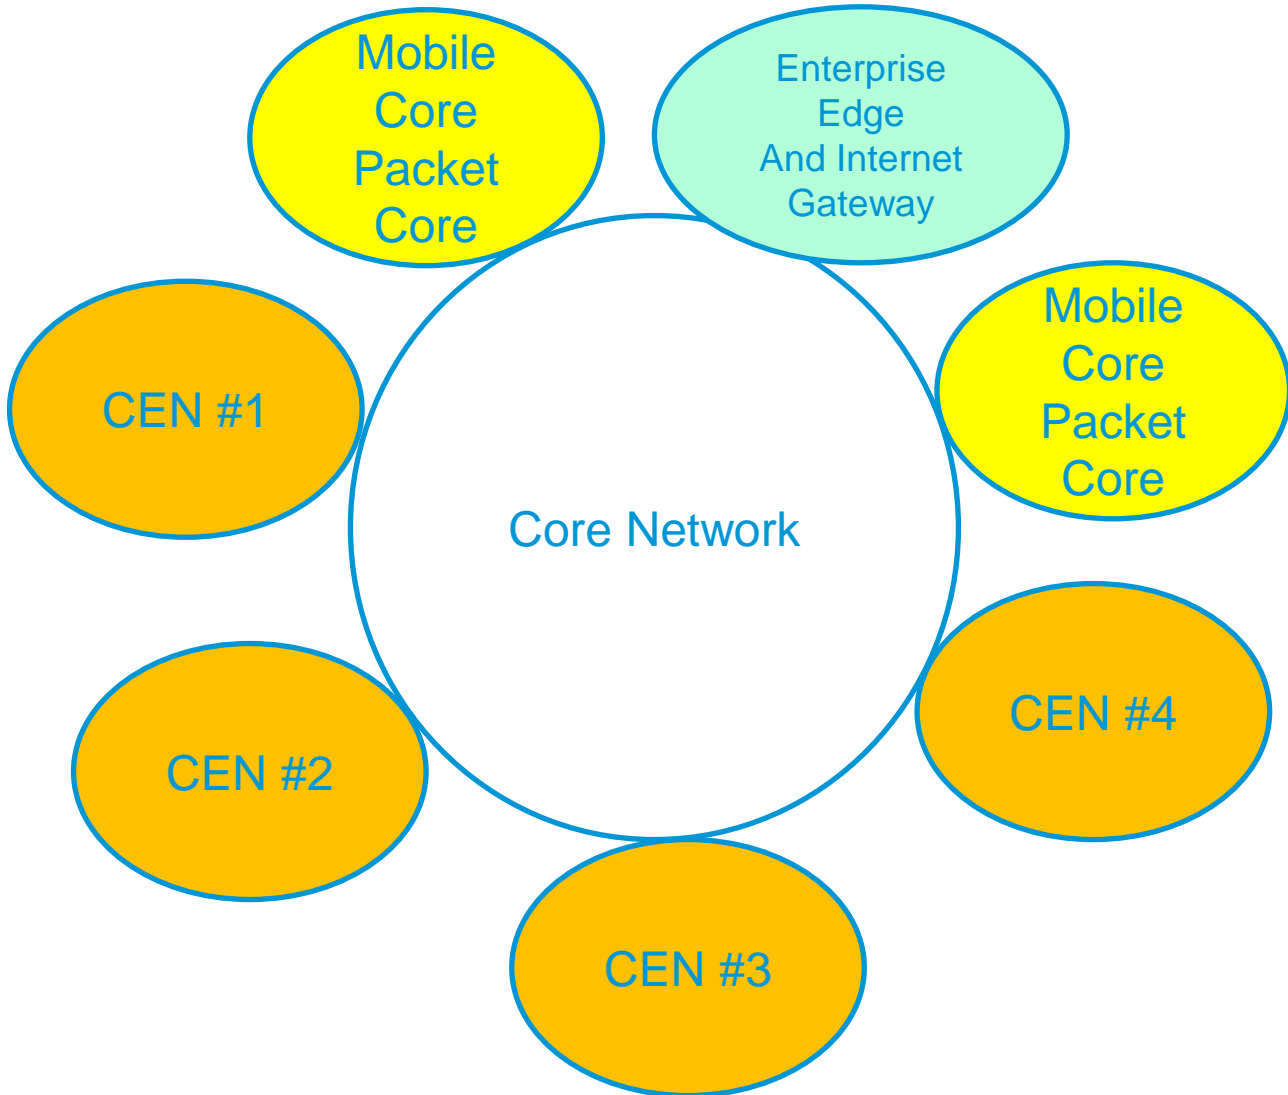 Mobile
Core
Packet
Core
Enterprise
Edge
And Internet
Gateway
Mobile
Core
Packet
Core
CEN #1
Core Network
CEN #4
CEN #2
CEN #3